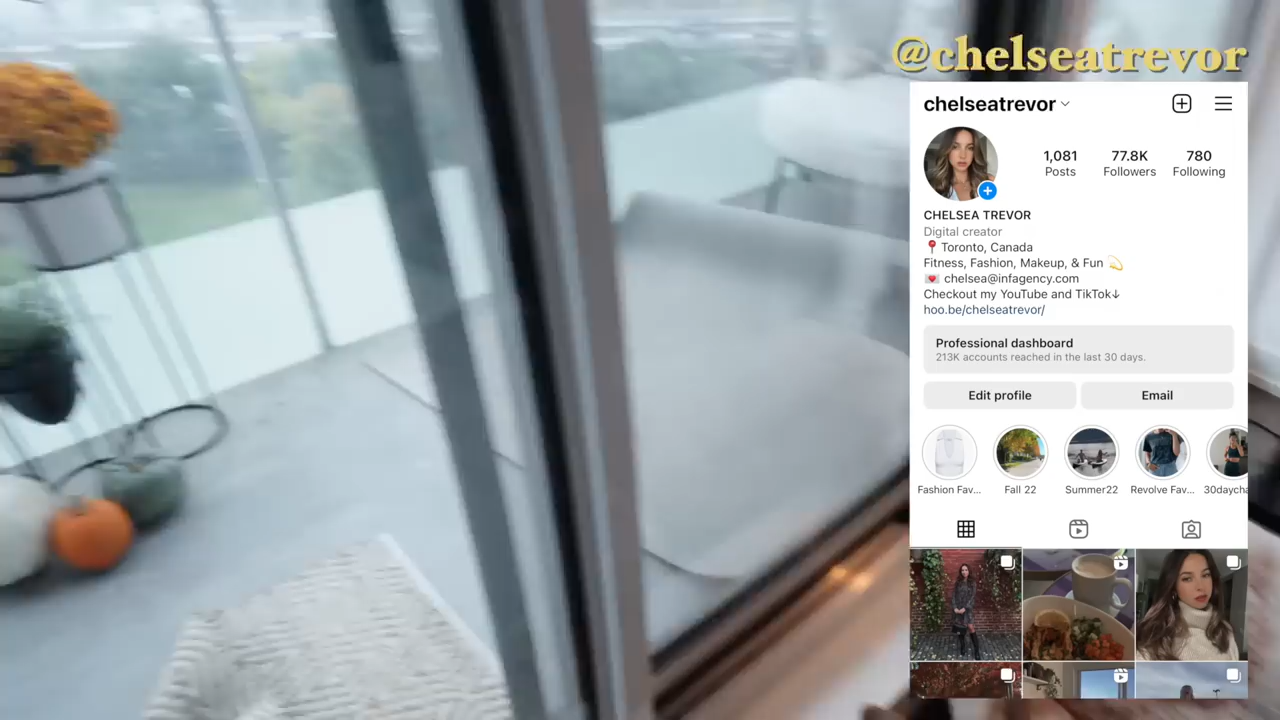 @chelseatrevor
chelseatrevor
1,081 77.8K 780
Posts Followers Following
CHELSEA TREVOR
Digital creator
📍 Toronto, Canada
Fitness, Fashion, Makeup, & Fun 💫
💌 chelsea@infagency.com
Checkout my YouTube and TikTok↓
hoo.be/chelseatrevor/
Professional dashboard
213K accounts reached in the last 30 days.
Edit profile Email
Fashion Fav... Fall 22 Summer22 Revolve Fav... 30daycha